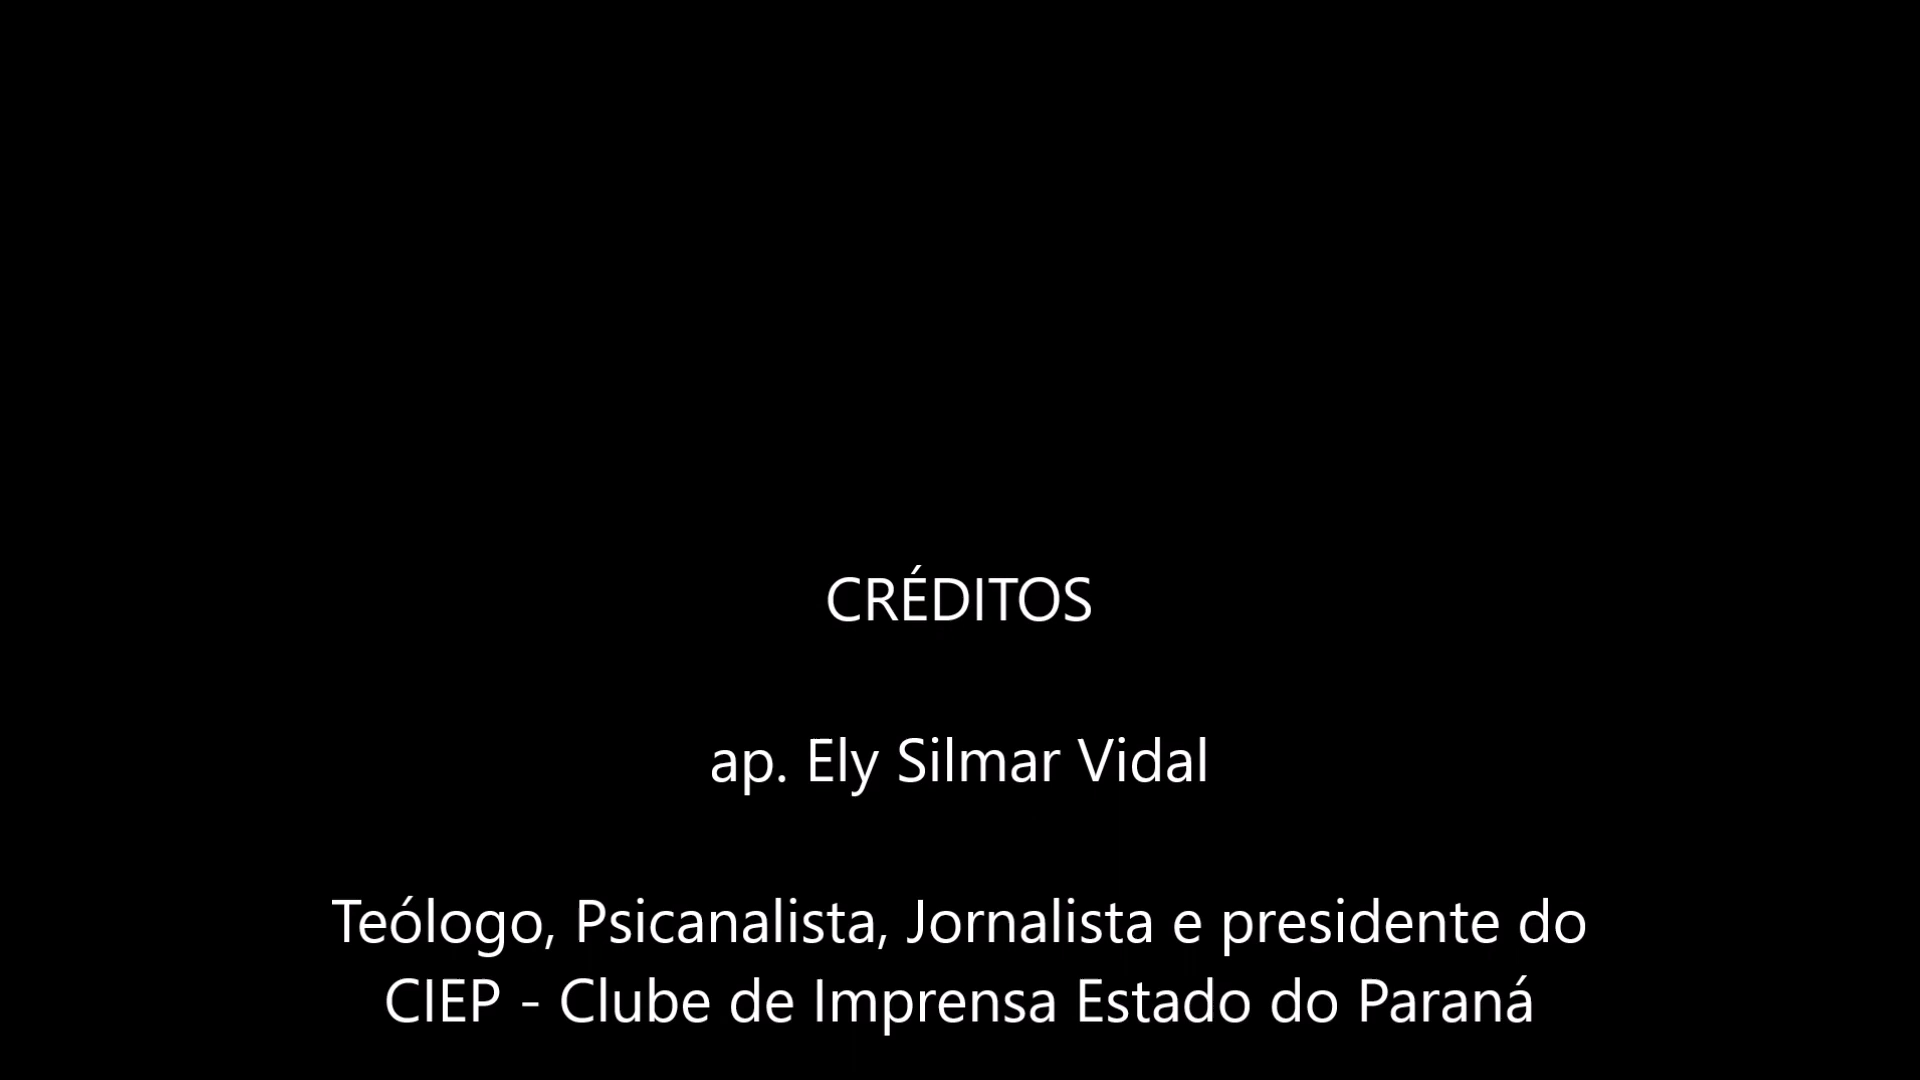 CRÉDITOS
ap. Ely Silmar Vidal
Teólogo, Psicanalista, Jornalista e presidente do
CIEP - Clube de Imprensa Estado do Paraná